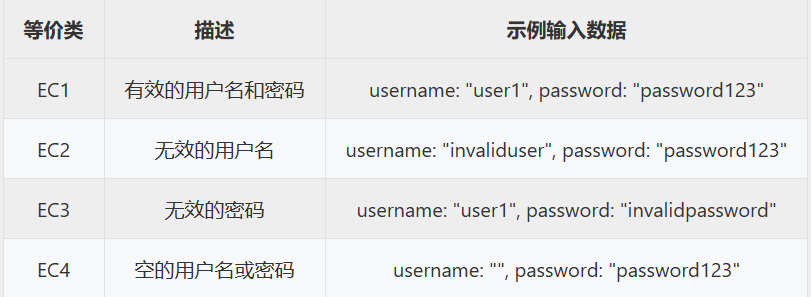 等价类 描述 示例输入数据
EC1 有效的用户名和密码 username: "user1", password: "password123"
EC2 无效的用户名 username: "invaliduser", password: "password123"
EC3 无效的密码 username: "user1", password: "invalidpassword"
EC4 空的用户名或密码 username: "", password: "password123"